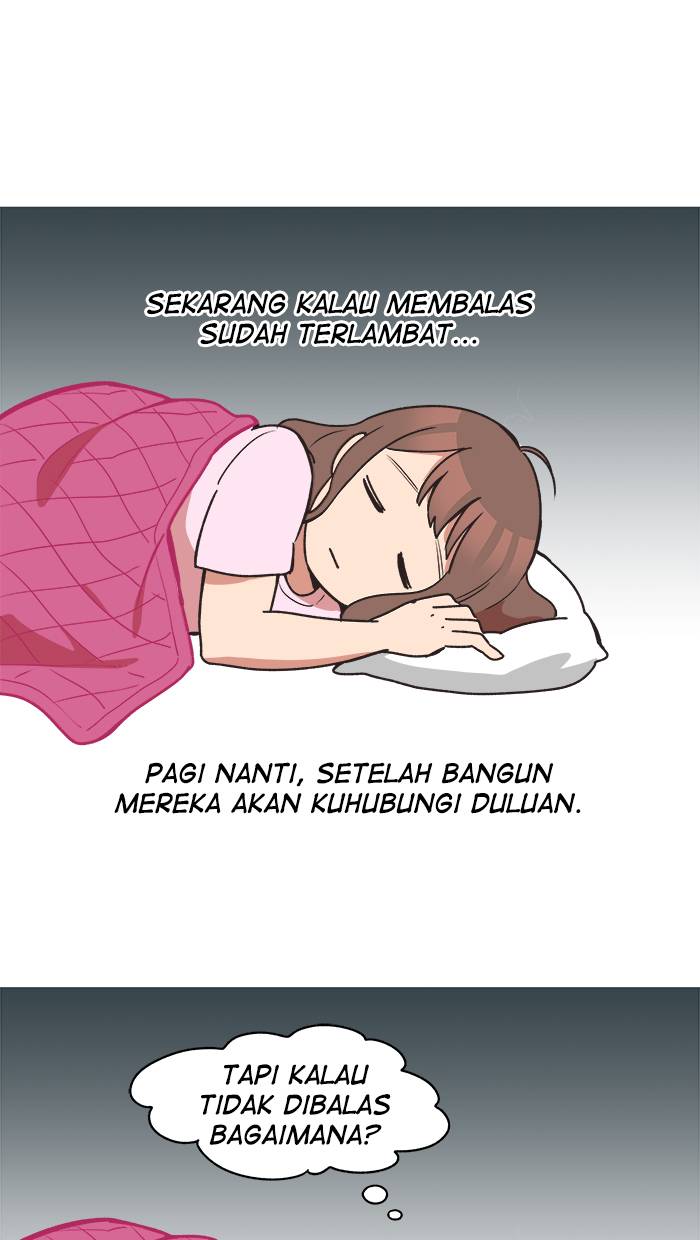 SEKARANG KALAU MEMBALAS
SUDAH TERLAMBAT...
PAGI NANTI, SETELAH BANGUN
MEREKA AKAN KUHUBUNGI DULUAN.
TAPI KALAU
TIDAK DIBALAS
BAGAIMANA?